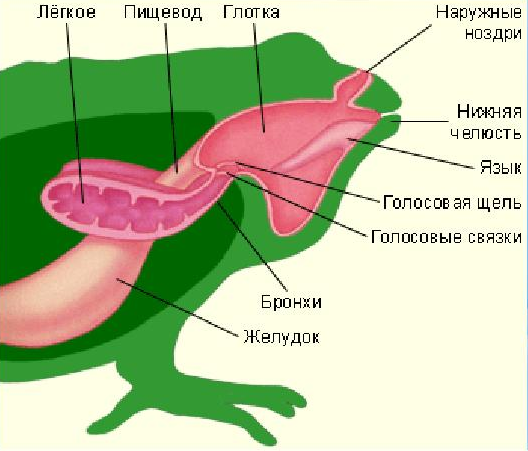 Лёгкое
Пищевод
Глотка
Наружные
ноздри
Нижняя
челюсть
Язык
Голосовая щель
Голосовые связки
Бронхи
Желудок